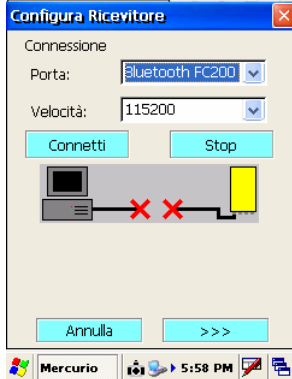 Configura Ricevitore
Connessione
Porta: Bluetooth FC200
Velocità: 115200
Connetti Stop
Annulla >>>
Mercurio 5:58 PM